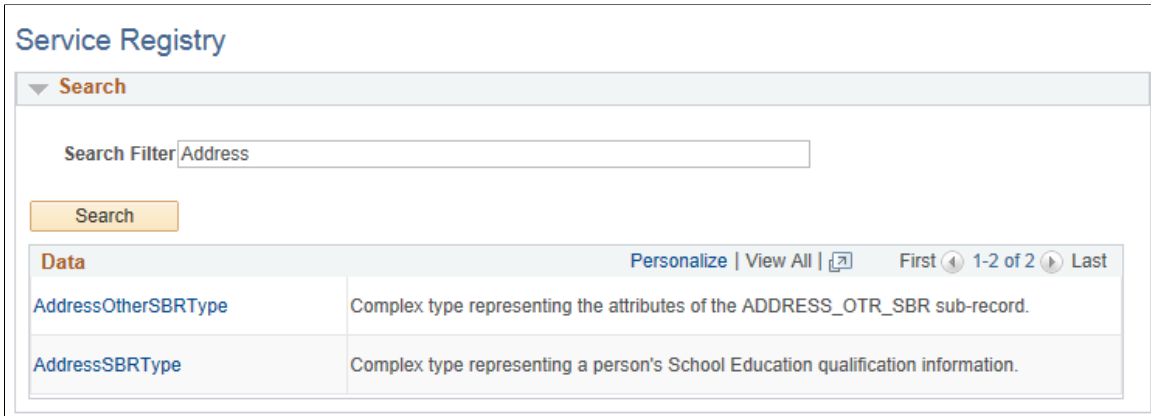 Service Registry
Search
Search Filter Address
Search
Data Personalize | View All | First 1-2 of 2 Last
AddressOtherSBRType Complex type representing the attributes of the ADDRESS_OTR_SBR sub-record.
AddressSBRType Complex type representing a person's School Education qualification information.